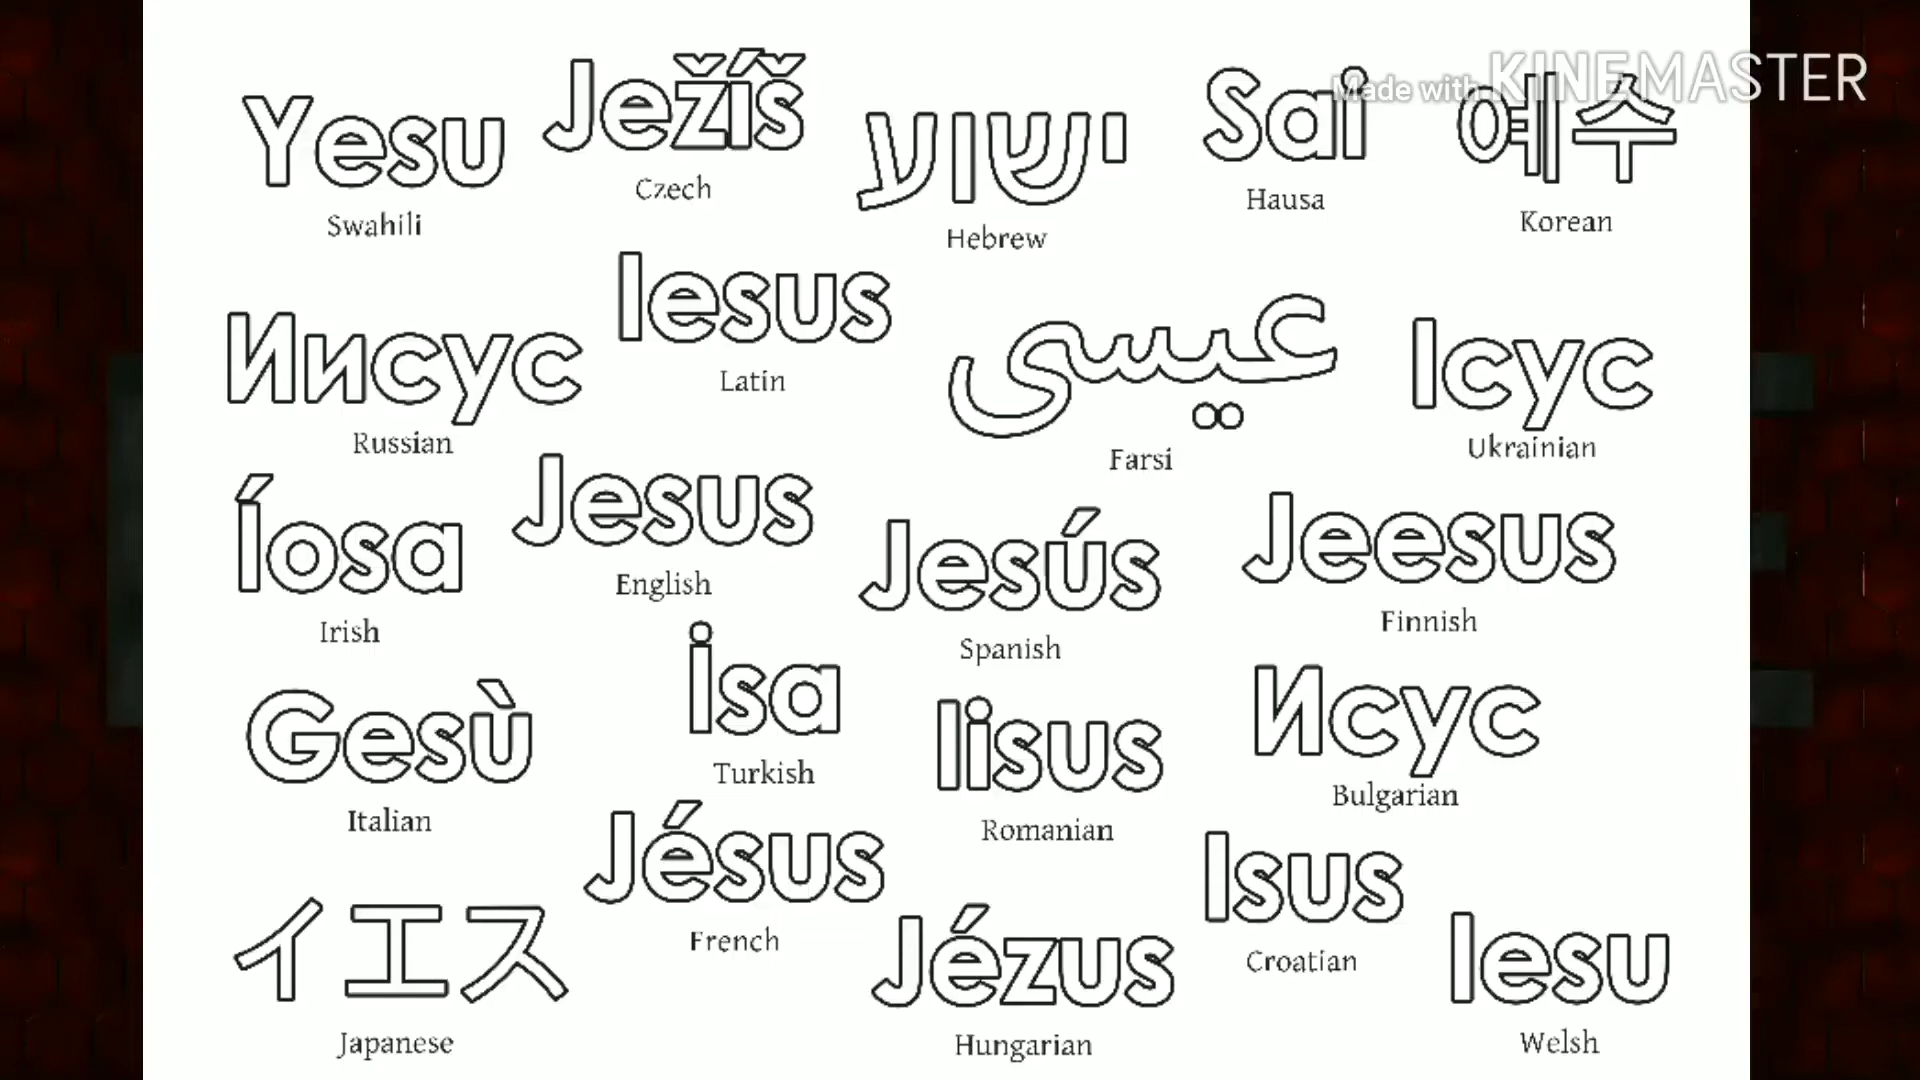 Made with KINEMASTER
Yesu
Swahili
Ježíš
Czech
ישוע
Hebrew
Sai
Hausa
예수
Korean
Иисус
Russian
Iesus
Latin
عیسی
Farsi
Ісус
Ukrainian
Íosa
Irish
Jesus
English
Jesús
Spanish
Jeesus
Finnish
Gesù
Italian
İsa
Turkish
Iisus
Romanian
Исус
Bulgarian
イエス
Japanese
Jésus
French
Jézus
Hungarian
Isus
Croatian
Iesu
Welsh